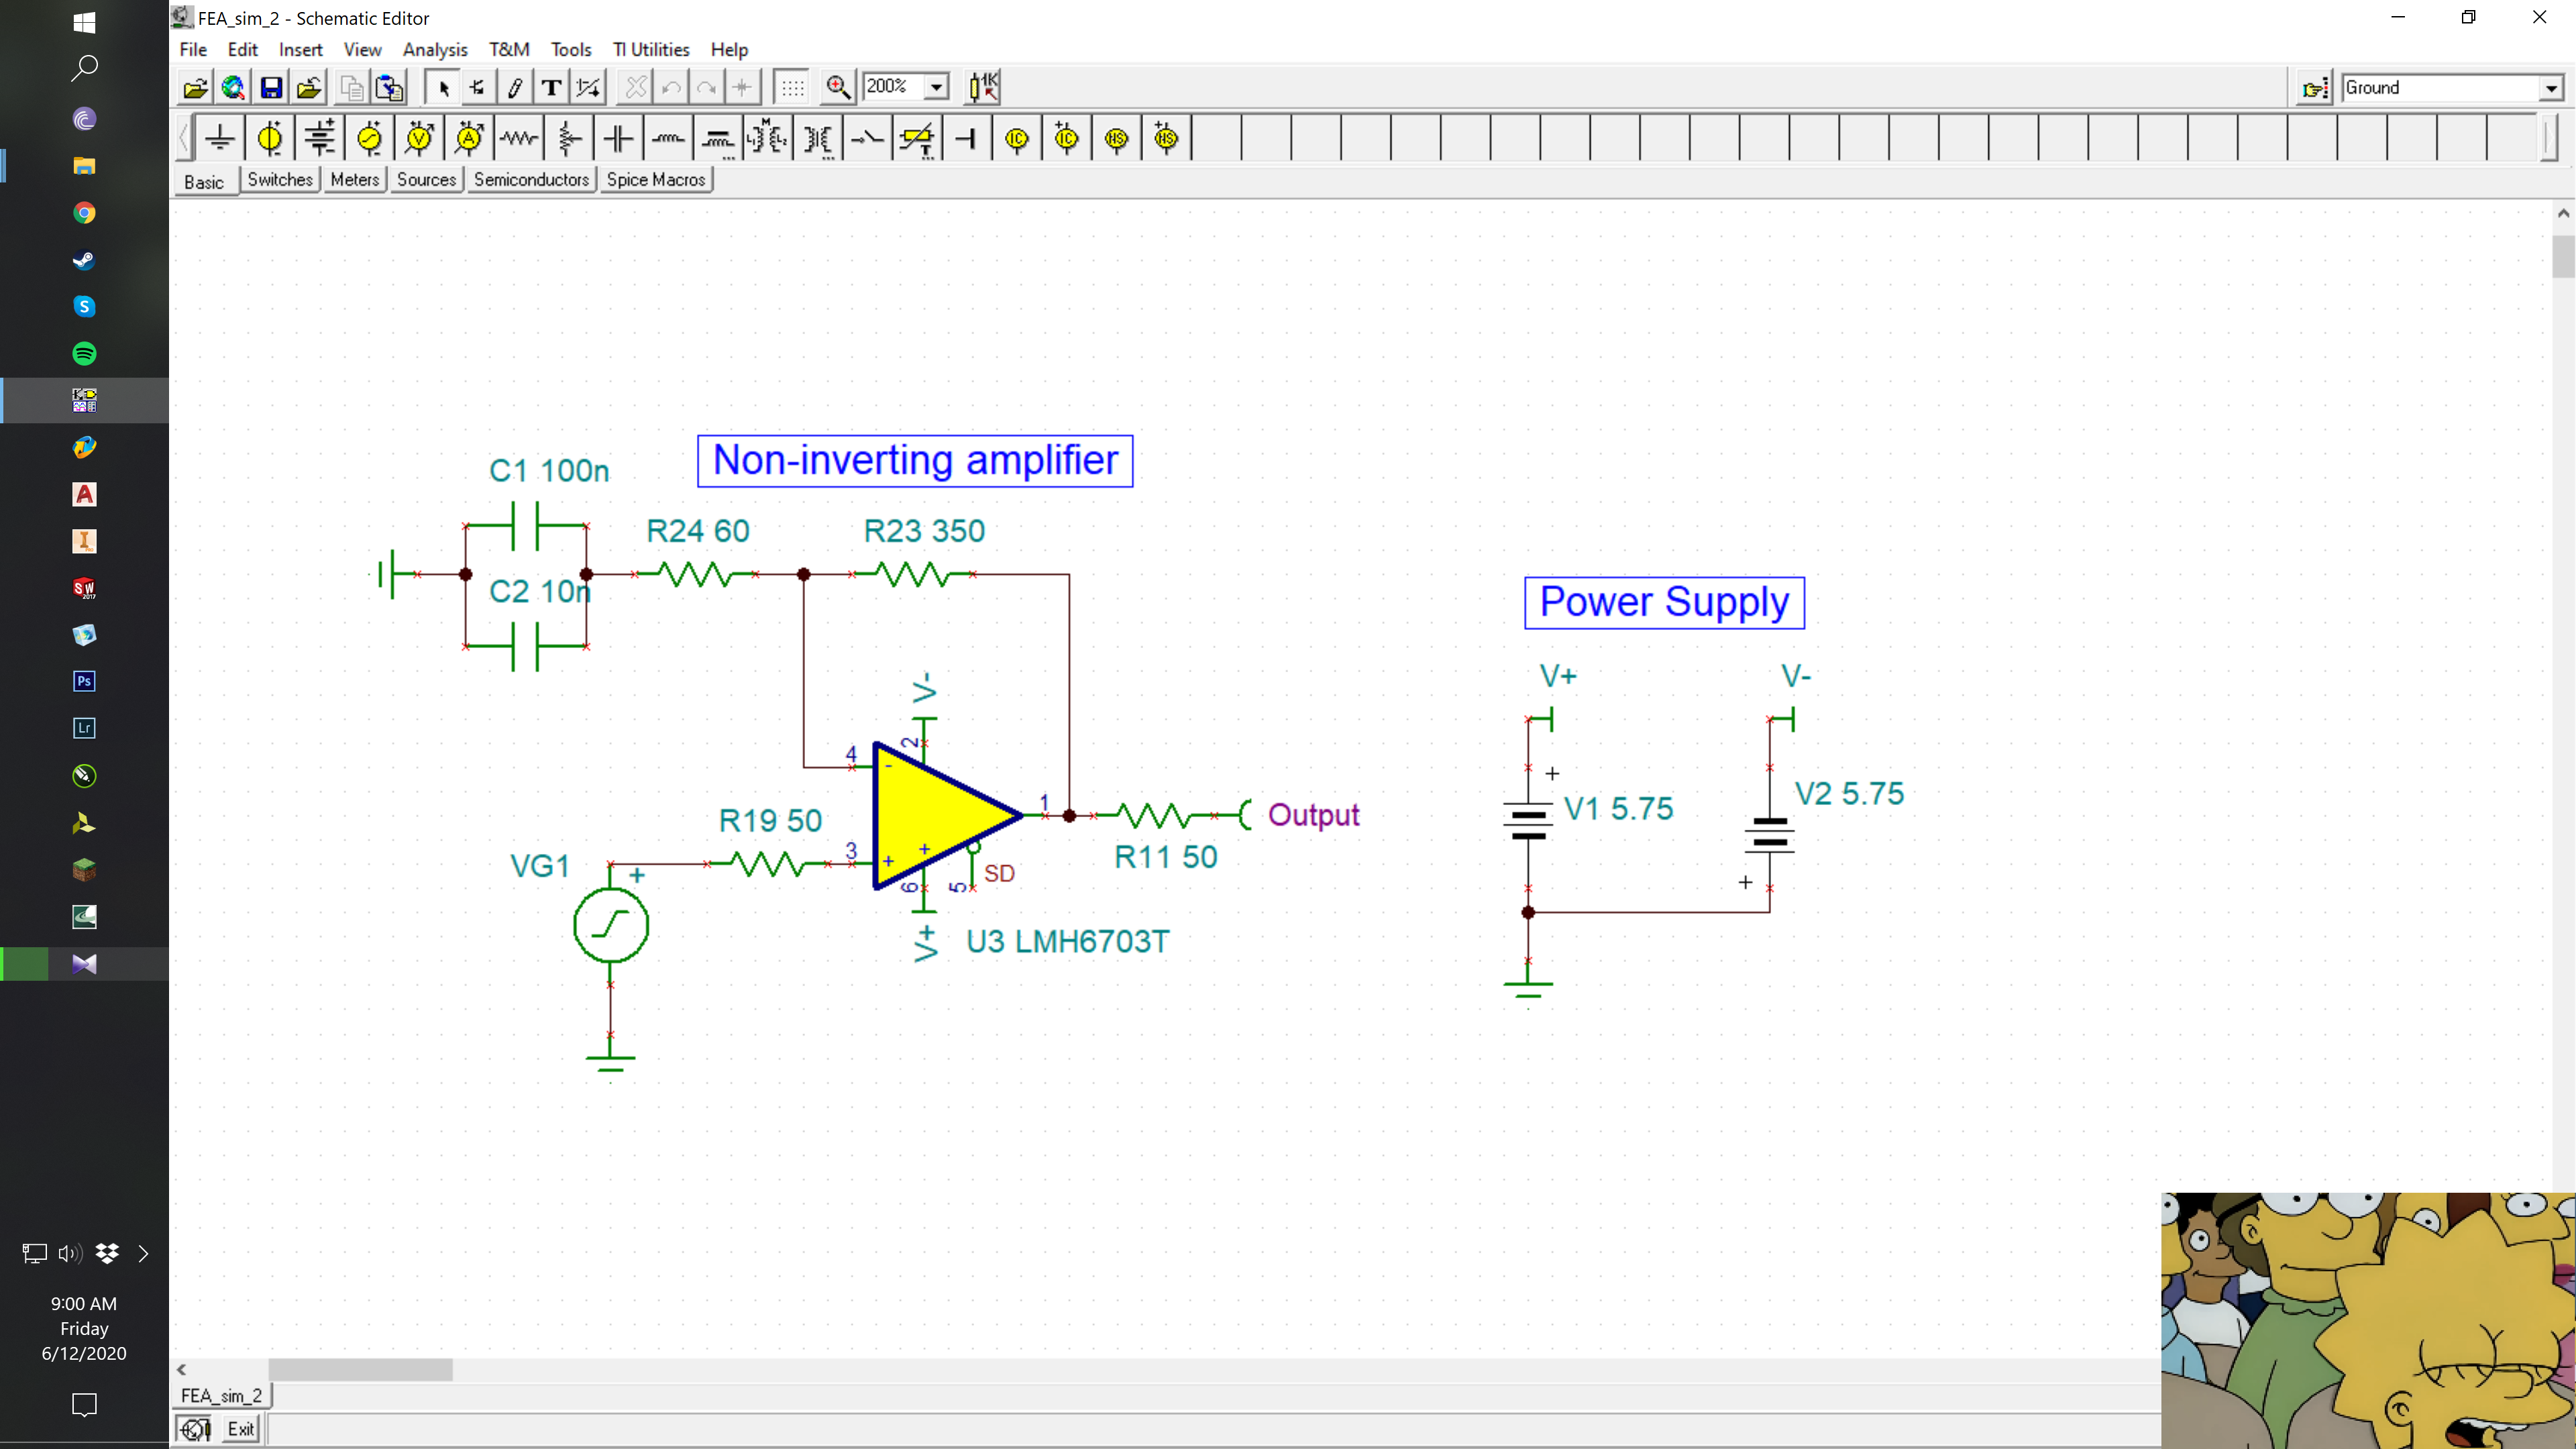 FEA_sim_2 - Schematic Editor
File Edit Insert View Analysis T&M Tools TI Utilities Help
200%
1K
Ground
Basic Switches Meters Sources Semiconductors Spice Macros
Non-inverting amplifier
C1 100n
R24 60
R23 350
C2 10n
Power Supply
V+
V-
V-
2
4
-
+
V1 5.75
V2 5.75
1
Output
R19 50
R11 50
VG1
+
3
+
+
SD
6
5
+
V+
U3 LMH6703T
9:00 AM
Friday
6/12/2020
FEA_sim_2
Exit